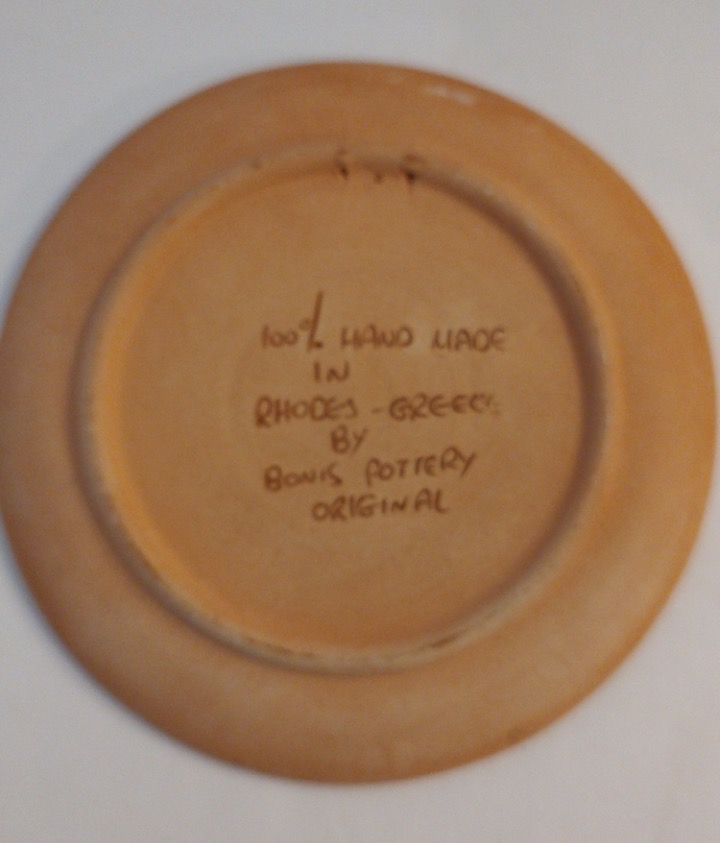 100% HAND MADE
IN
RHODES - GREECE
BY
BONIS POTTERY
ORIGINAL